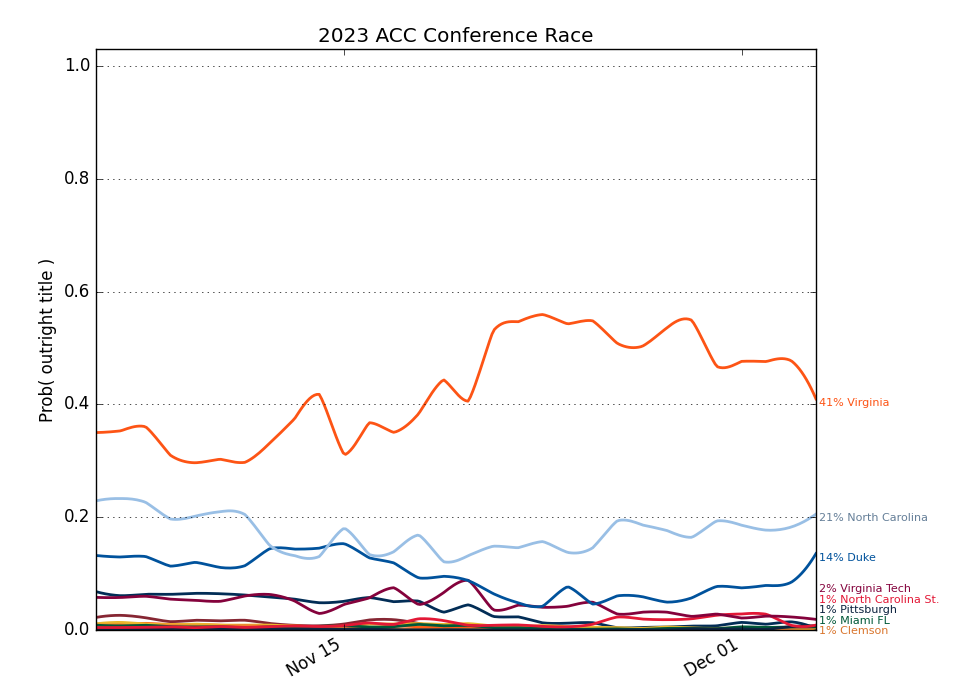 2023 ACC Conference Race
1.0
0.8
0.6
0.4
0.2
0.0
Prob( outright title )
Nov 15
Dec 01
41% Virginia
21% North Carolina
14% Duke
2% Virginia Tech
1% North Carolina St.
1% Pittsburgh
1% Miami FL
1% Clemson